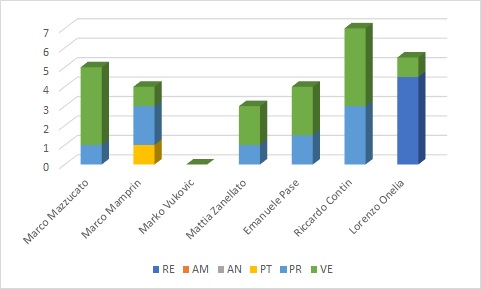 7
6
5
4
3
2
1
0
Marco Mazzucato
Marco Mamprin
Marko Vukovic
Mattia Zanellato
Emanuele Pase
Riccardo Contin
Lorenzo Onelia
RE AM AN PT PR VE